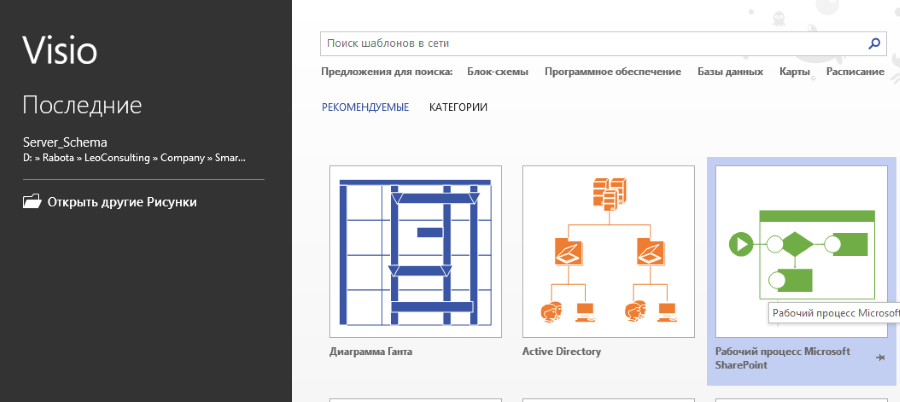 Visio
Последние
Server_Schema
D: » Rabota » LeoConsulting » Company » Smar...
Открыть другие Рисунки
Поиск шаблонов в сети
Предложения для поиска: Блок-схемы Программное обеспечение Базы данных Карты Расписание
РЕКОМЕНДУЕМЫЕ КАТЕГОРИИ
Диаграмма Ганта
Active Directory
Рабочий процесс Microsoft
Рабочий процесс Microsoft
SharePoint